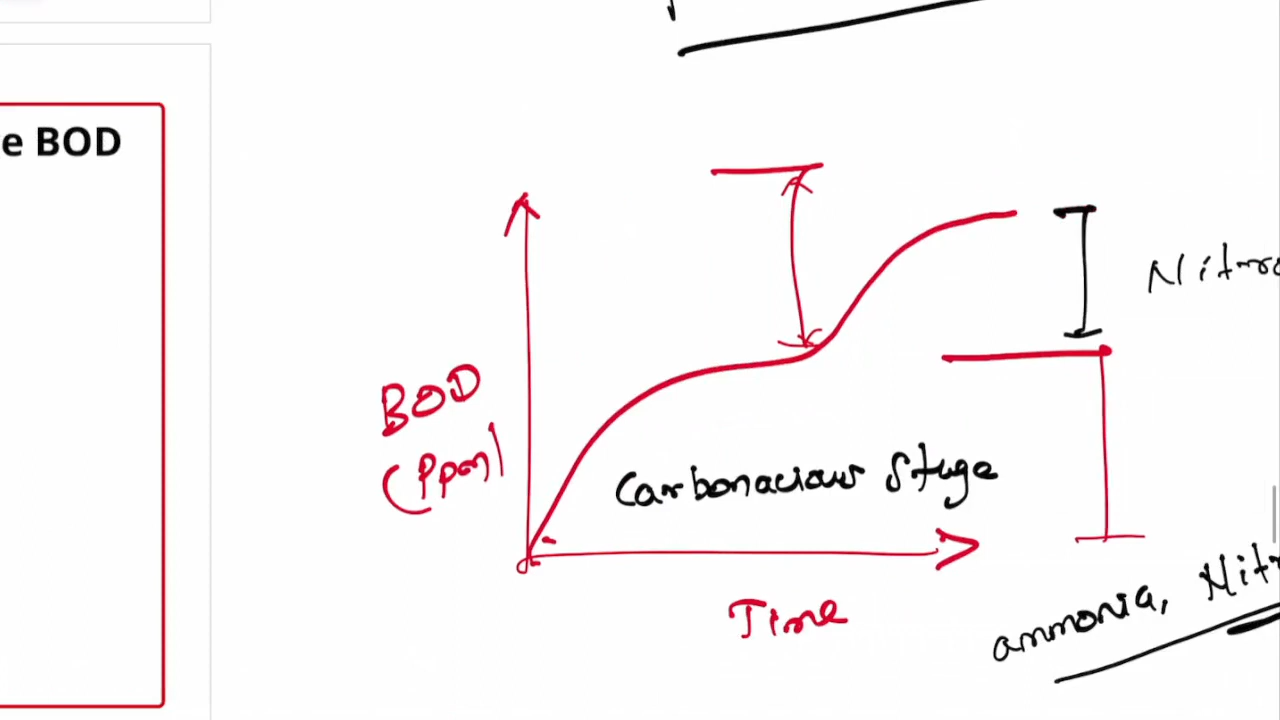 e BOD
BOD
(PPm)
Carbonacious Stage
Time
ammonia,